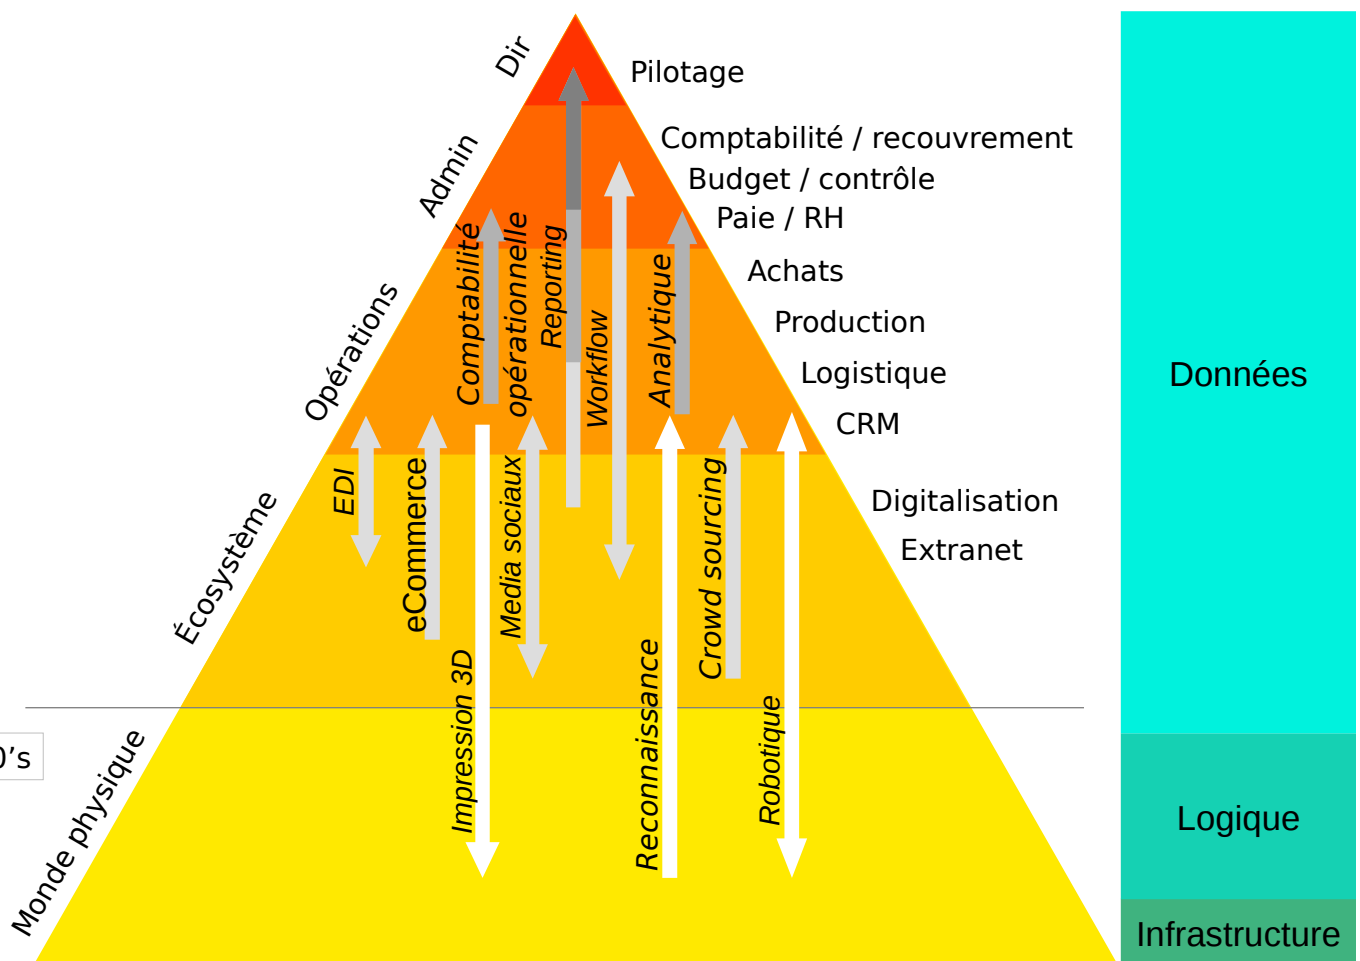 Dir
Pilotage
Admin
Comptabilité / recouvrement
Budget / contrôle
Paie / RH
Opérations
Comptabilité
opérationnelle
Reporting
Workflow
Analytique
Achats
Production
Logistique
CRM
Données
Écosystème
EDI
eCommerce
Media sociaux
Crowd sourcing
Digitalisation
Extranet
Monde physique
0’s
Impression 3D
Reconnaissance
Robotique
Logique
Infrastructure